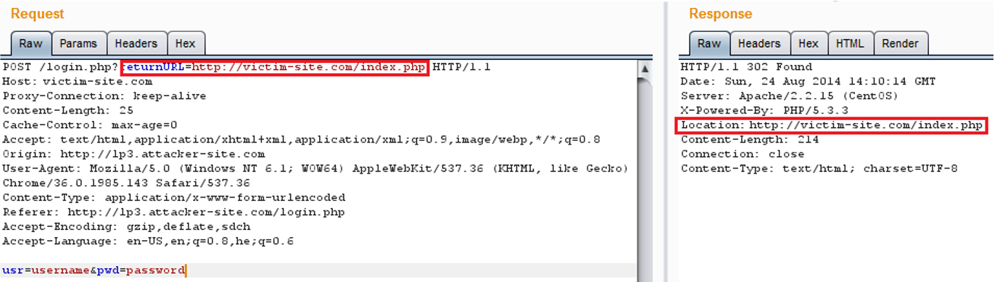 Request
Raw Params Headers Hex
POST /login.php?returnURL=http://victim-site.com/index.php HTTP/1.1
Host: victim-site.com
Proxy-Connection: keep-alive
Content-Length: 25
Cache-Control: max-age=0
Accept: text/html,application/xhtml+xml,application/xml;q=0.9,image/webp,*/*;q=0.8
Origin: http://lp3.attacker-site.com
User-Agent: Mozilla/5.0 (Windows NT 6.1; WOW64) AppleWebKit/537.36 (KHTML, like Gecko)
Chrome/36.0.1985.143 Safari/537.36
Content-Type: application/x-www-form-urlencoded
Referer: http://lp3.attacker-site.com/login.php
Accept-Encoding: gzip,deflate,sdch
Accept-Language: en-US,en;q=0.8,he;q=0.6
usr=username&pwd=password
Response
Raw Headers Hex HTML Render
HTTP/1.1 302 Found
Date: Sun, 24 Aug 2014 14:10:14 GMT
Server: Apache/2.2.15 (CentOS)
X-Powered-By: PHP/5.3.3
Location: http://victim-site.com/index.php
Content-Length: 214
Connection: close
Content-Type: text/html; charset=UTF-8